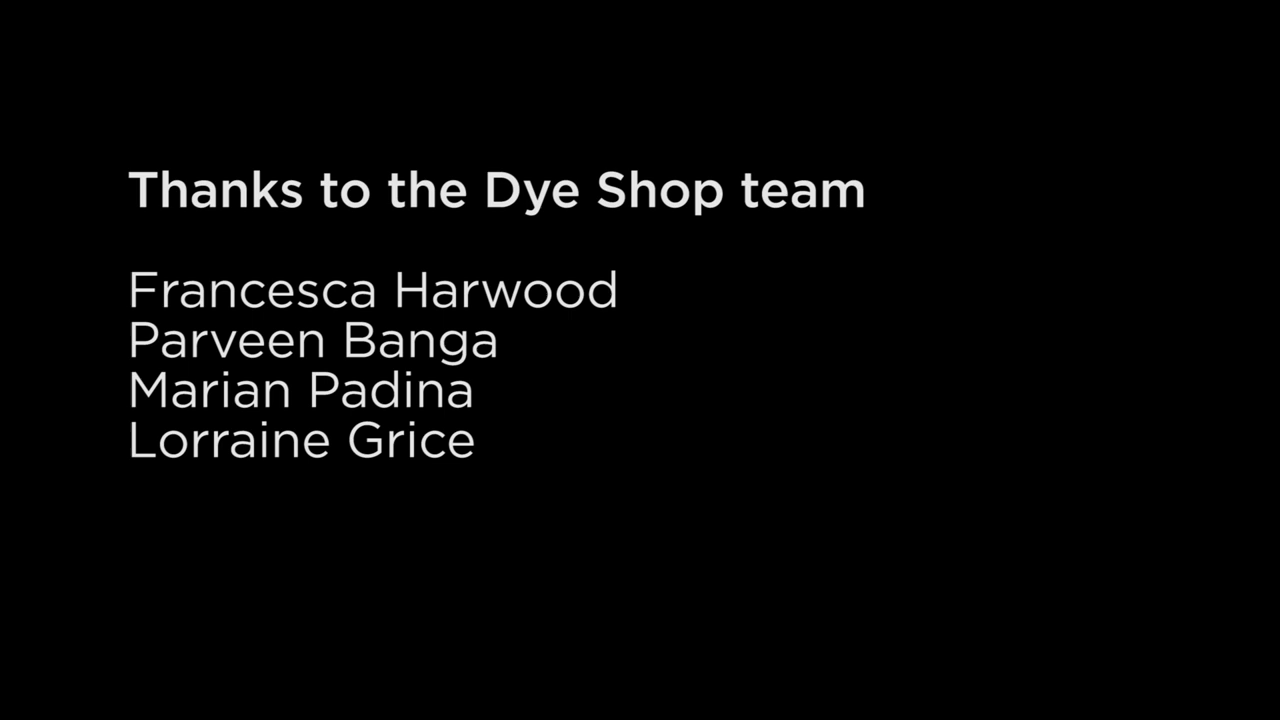 Thanks to the Dye Shop team
Francesca Harwood
Parveen Banga
Marian Padina
Lorraine Grice